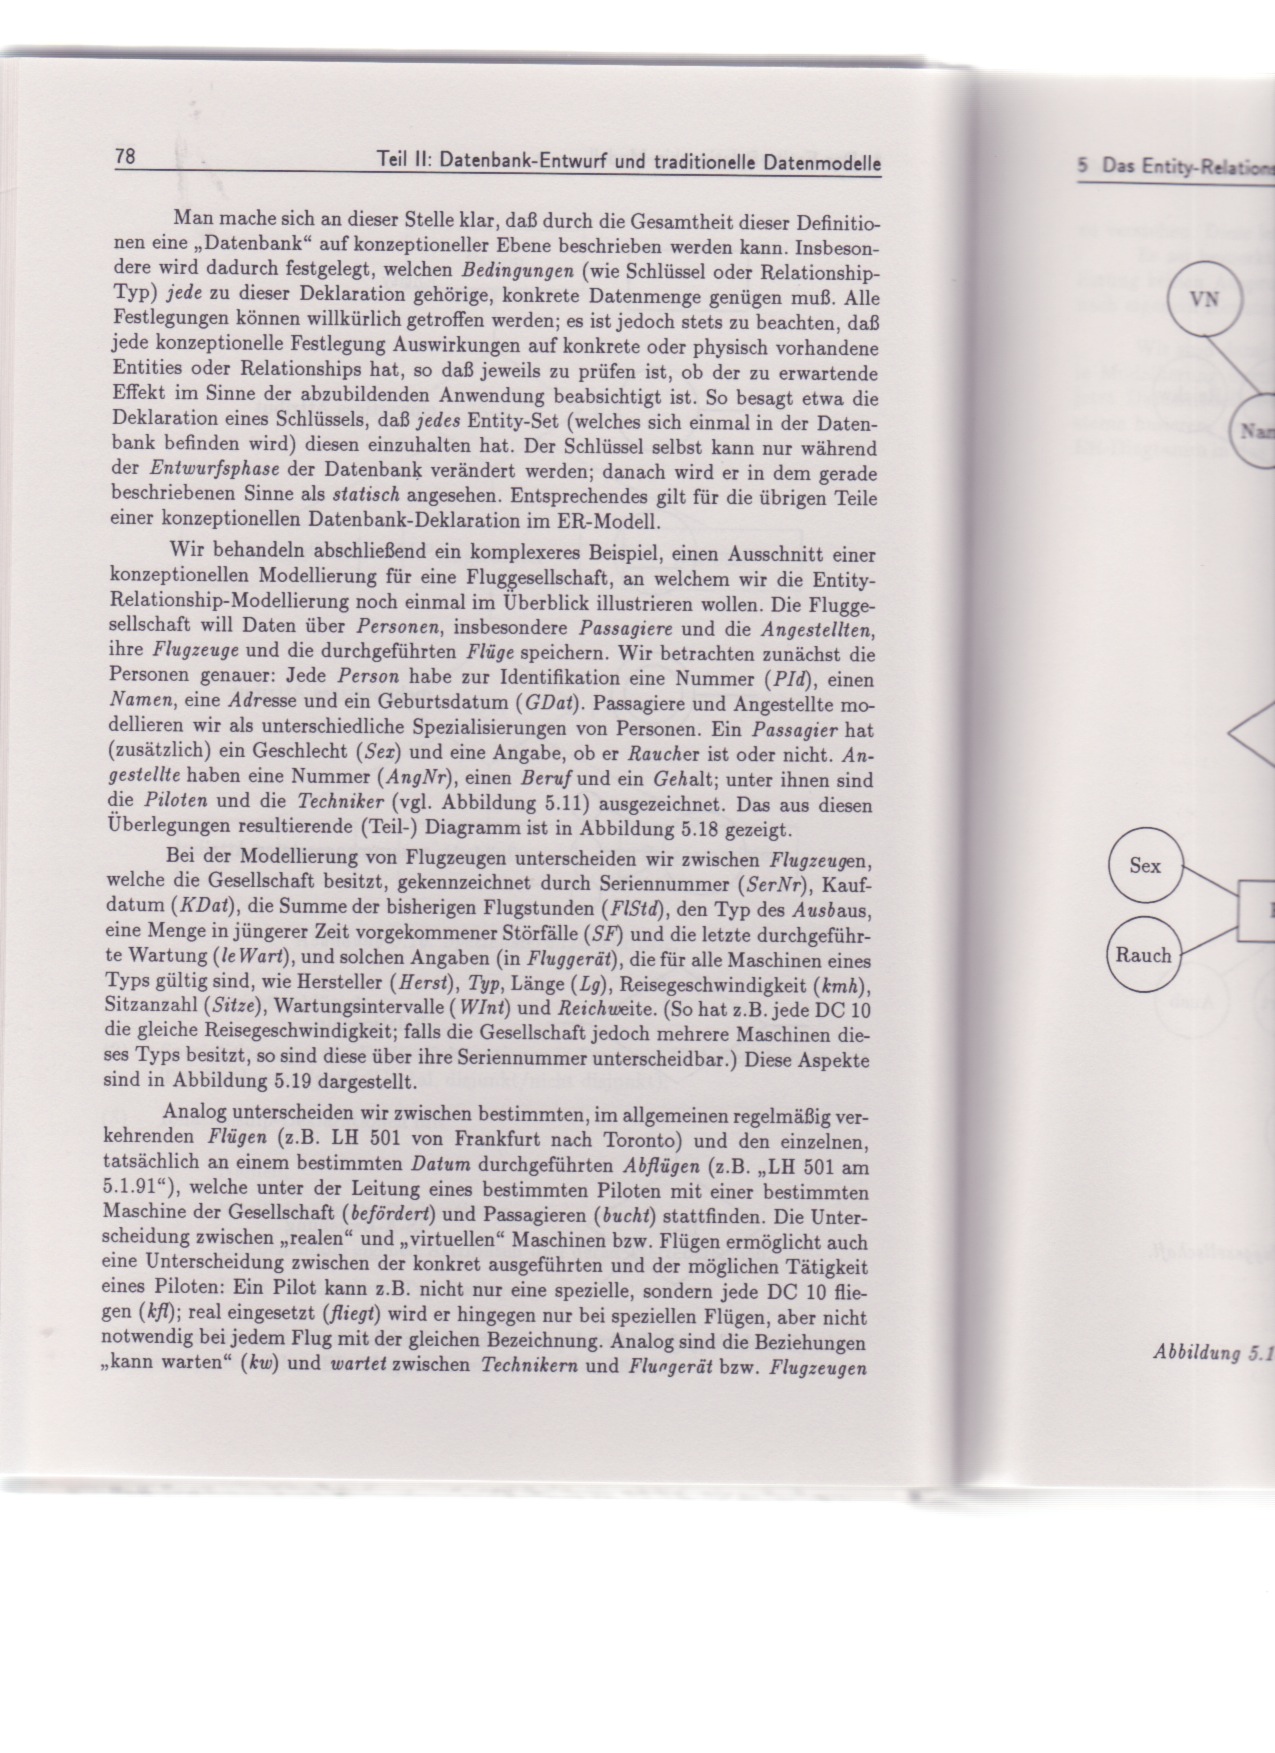 78
Teil II: Datenbank-Entwurf und traditionelle Datenmodelle
Man mache sich an dieser Stelle klar, daß durch die Gesamtheit dieser Definitio-
nen eine „Datenbank“ auf konzeptioneller Ebene beschrieben werden kann. Insbeson-
dere wird dadurch festgelegt, welchen Bedingungen (wie Schlüssel oder Relationship-
Typ) jede zu dieser Deklaration gehörige, konkrete Datenmenge genügen muß. Alle
Festlegungen können willkürlich getroffen werden; es ist jedoch stets zu beachten, daß
jede konzeptionelle Festlegung Auswirkungen auf konkrete oder physisch vorhandene
Entities oder Relationships hat, so daß jeweils zu prüfen ist, ob der zu erwartende
Effekt im Sinne der abzubildenden Anwendung beabsichtigt ist. So besagt etwa die
Deklaration eines Schlüssels, daß jedes Entity-Set (welches sich einmal in der Daten-
bank befinden wird) diesen einzuhalten hat. Der Schlüssel selbst kann nur während
der Entwurfsphase der Datenbank verändert werden; danach wird er in dem gerade
beschriebenen Sinne als statisch angesehen. Entsprechendes gilt für die übrigen Teile
einer konzeptionellen Datenbank-Deklaration im ER-Modell.
Wir behandeln abschließend ein komplexeres Beispiel, einen Ausschnitt einer
konzeptionellen Modellierung für eine Fluggesellschaft, an welchem wir die Entity-
Relationship-Modellierung noch einmal im Überblick illustrieren wollen. Die Flugge-
sellschaft will Daten über Personen, insbesondere Passagiere und die Angestellten,
ihre Flugzeuge und die durchgeführten Flüge speichern. Wir betrachten zunächst die
Personen genauer: Jede Person habe zur Identifikation eine Nummer (PId), einen
Namen, eine Adresse und ein Geburtsdatum (GDat). Passagiere und Angestellte mo-
dellieren wir als unterschiedliche Spezialisierungen von Personen. Ein Passagier hat
(zusätzlich) ein Geschlecht (Sex) und eine Angabe, ob er Raucher ist oder nicht. An-
gestellte haben eine Nummer (AngNr), einen Beruf und ein Gehalt; unter ihnen sind
die Piloten und die Techniker (vgl. Abbildung 5.11) ausgezeichnet. Das aus diesen
Überlegungen resultierende (Teil-) Diagramm ist in Abbildung 5.18 gezeigt.
Bei der Modellierung von Flugzeugen unterscheiden wir zwischen Flugzeugen,
welche die Gesellschaft besitzt, gekennzeichnet durch Seriennummer (SerNr), Kauf-
datum (KDat), die Summe der bisherigen Flugstunden (FlStd), den Typ des Ausbaus,
eine Menge in jüngerer Zeit vorgekommener Störfälle (SF) und die letzte durchgeführ-
te Wartung (leWart), und solchen Angaben (in Fluggerät), die für alle Maschinen eines
Typs gültig sind, wie Hersteller (Herst), Typ, Länge (Lg), Reisegeschwindigkeit (kmh),
Sitzanzahl (Sitze), Wartungsintervalle (WInt) und Reichweite. (So hat z.B. jede DC 10
die gleiche Reisegeschwindigkeit; falls die Gesellschaft jedoch mehrere Maschinen die-
ses Typs besitzt, so sind diese über ihre Seriennummer unterscheidbar.) Diese Aspekte
sind in Abbildung 5.19 dargestellt.
Analog unterscheiden wir zwischen bestimmten, im allgemeinen regelmäßig ver-
kehrenden Flügen (z.B. LH 501 von Frankfurt nach Toronto) und den einzelnen,
tatsächlich an einem bestimmten Datum durchgeführten Abflügen (z.B. „LH 501 am
5.1.91“), welche unter der Leitung eines bestimmten Piloten mit einer bestimmten
Maschine der Gesellschaft (befördert) und Passagieren (bucht) stattfinden. Die Unter-
scheidung zwischen „realen“ und „virtuellen“ Maschinen bzw. Flügen ermöglicht auch
eine Unterscheidung zwischen der konkret ausgeführten und der möglichen Tätigkeit
eines Piloten: Ein Pilot kann z.B. nicht nur eine spezielle, sondern jede DC 10 flie-
gen (kfl); real eingesetzt (fliegt) wird er hingegen nur bei speziellen Flügen, aber nicht
notwendig bei jedem Flug mit der gleichen Bezeichnung. Analog sind die Beziehungen
„kann warten“ (kw) und wartet zwischen Technikern und Fluggerät bzw. Flugzeugen
5 Das Entity-Relations
VN
Nam
Sex
Rauch
Abbildung 5.1